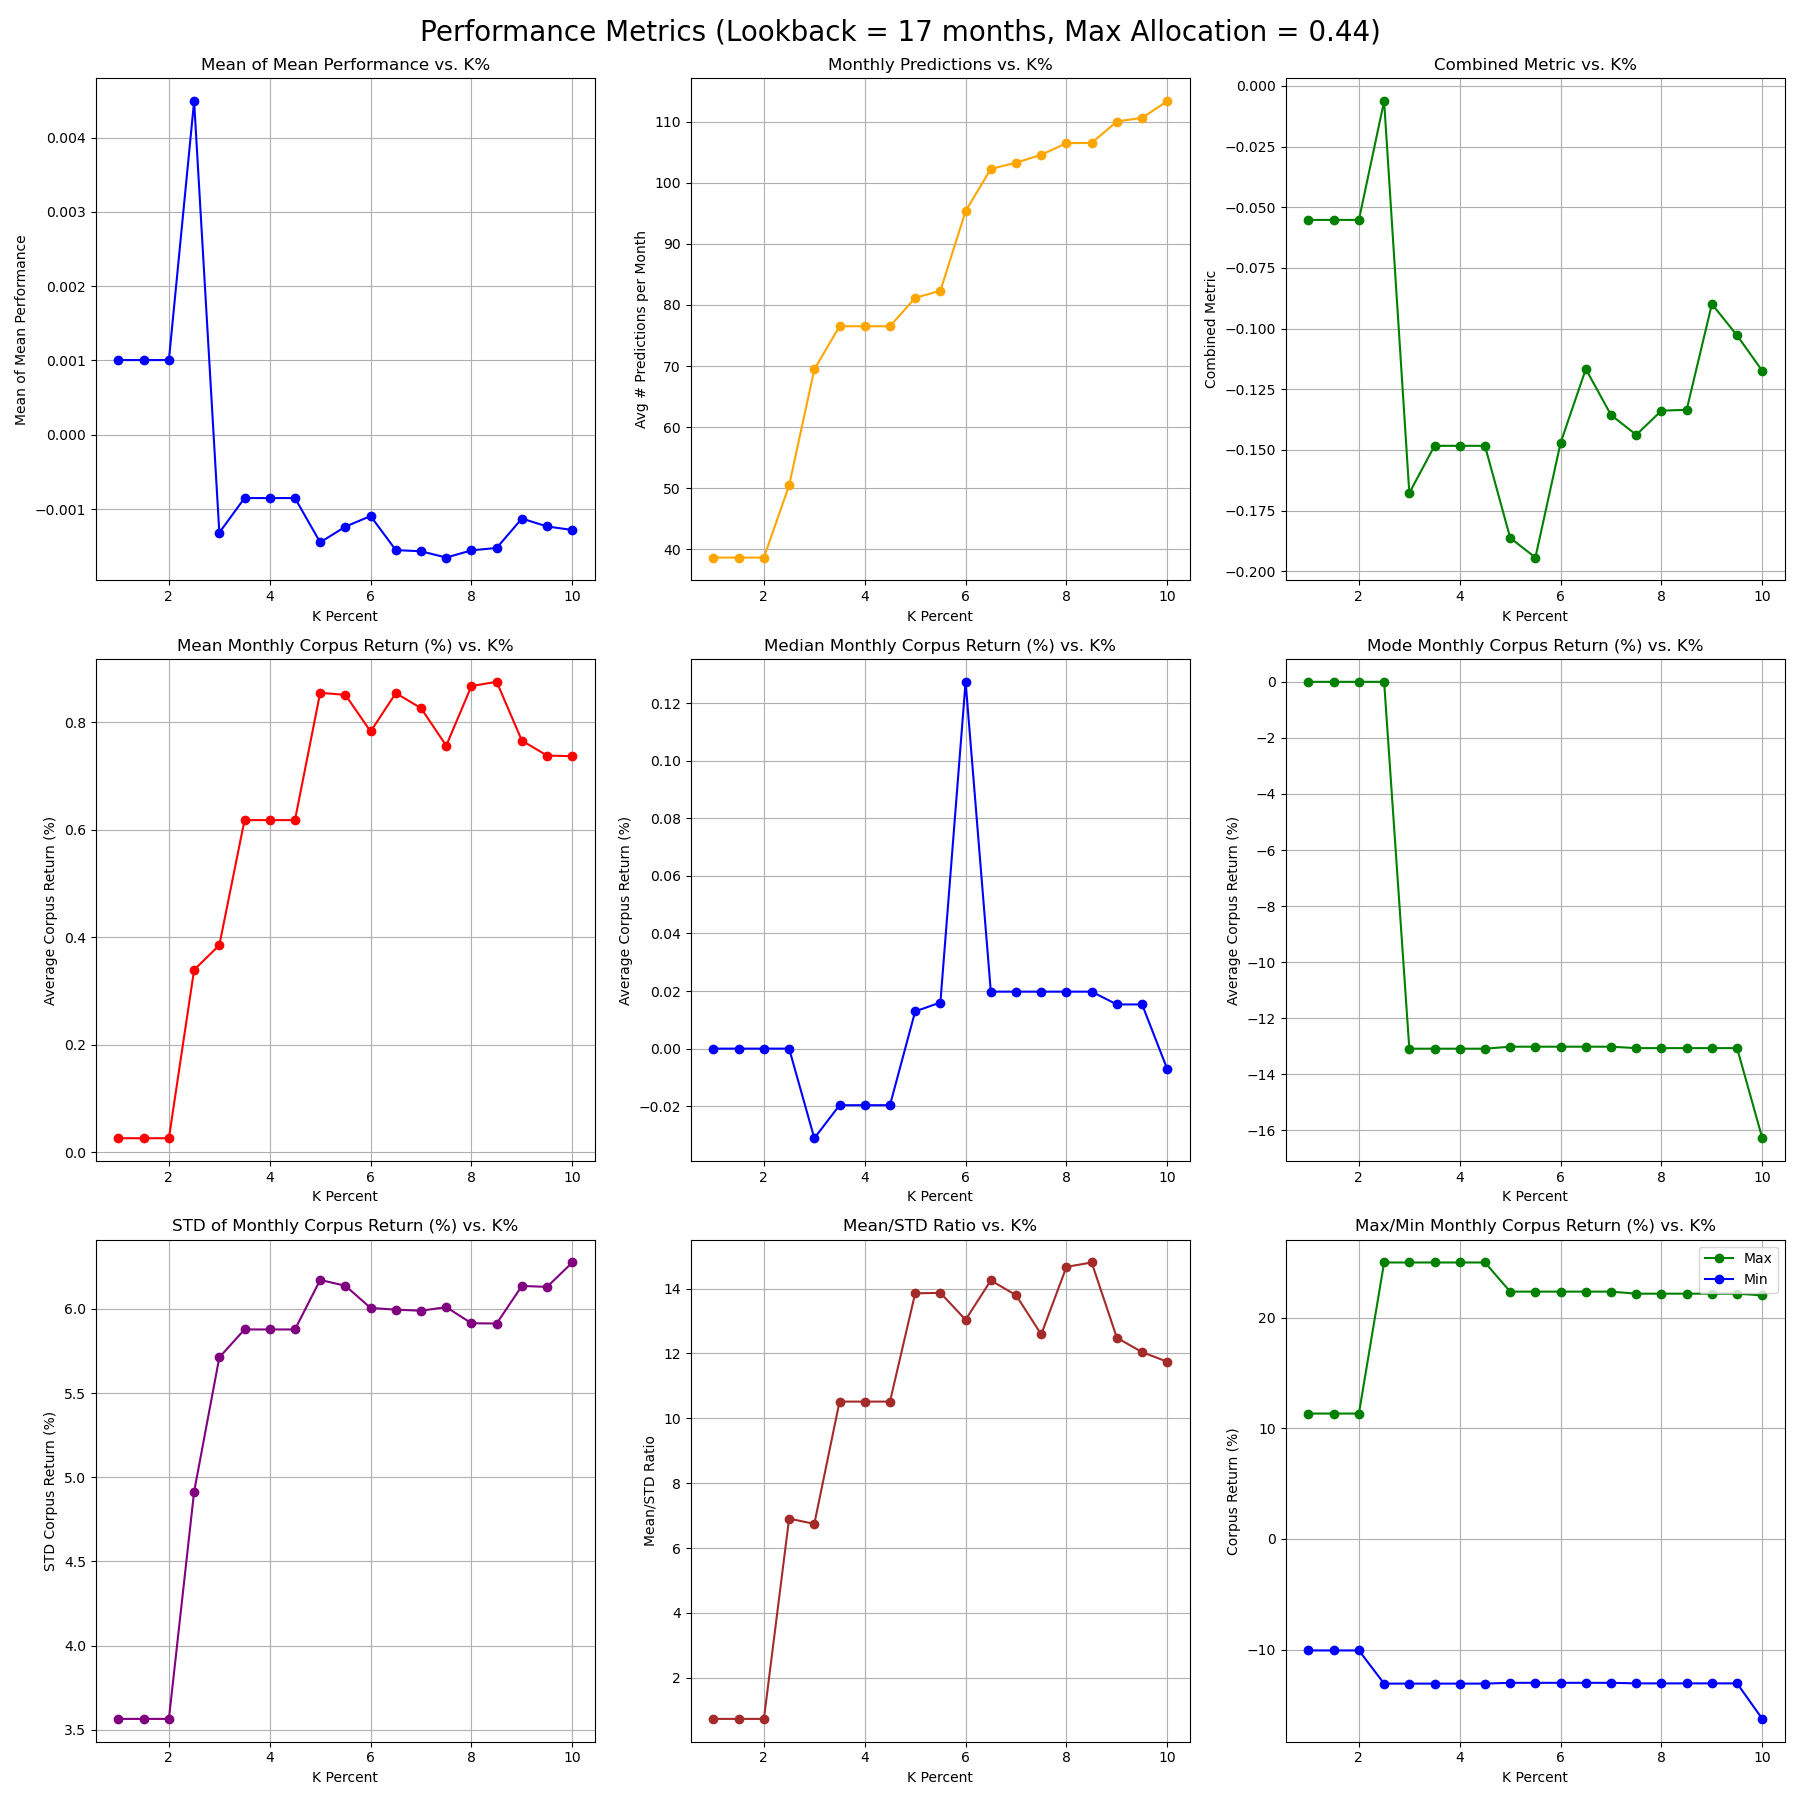 Performance Metrics (Lookback = 17 months, Max Allocation = 0.44)
Mean of Mean Performance vs. K%
Mean of Mean Performance
0.004
0.003
0.002
0.001
0.000
−0.001
2 4 6 8 10
K Percent
Monthly Predictions vs. K%
Avg # Predictions per Month
110
100
90
80
70
60
50
40
2 4 6 8 10
K Percent
Combined Metric vs. K%
Combined Metric
0.000
−0.025
−0.050
−0.075
−0.100
−0.125
−0.150
−0.175
−0.200
2 4 6 8 10
K Percent
Mean Monthly Corpus Return (%) vs. K%
Average Corpus Return (%)
0.8
0.6
0.4
0.2
0.0
2 4 6 8 10
K Percent
Median Monthly Corpus Return (%) vs. K%
Average Corpus Return (%)
0.12
0.10
0.08
0.06
0.04
0.02
0.00
−0.02
2 4 6 8 10
K Percent
Mode Monthly Corpus Return (%) vs. K%
Average Corpus Return (%)
0
−2
−4
−6
−8
−10
−12
−14
−16
2 4 6 8 10
K Percent
STD of Monthly Corpus Return (%) vs. K%
STD Corpus Return (%)
6.0
5.5
5.0
4.5
4.0
3.5
2 4 6 8 10
K Percent
Mean/STD Ratio vs. K%
Mean/STD Ratio
14
12
10
8
6
4
2
2 4 6 8 10
K Percent
Max/Min Monthly Corpus Return (%) vs. K%
Corpus Return (%)
Max
Min
20
10
0
−10
2 4 6 8 10
K Percent